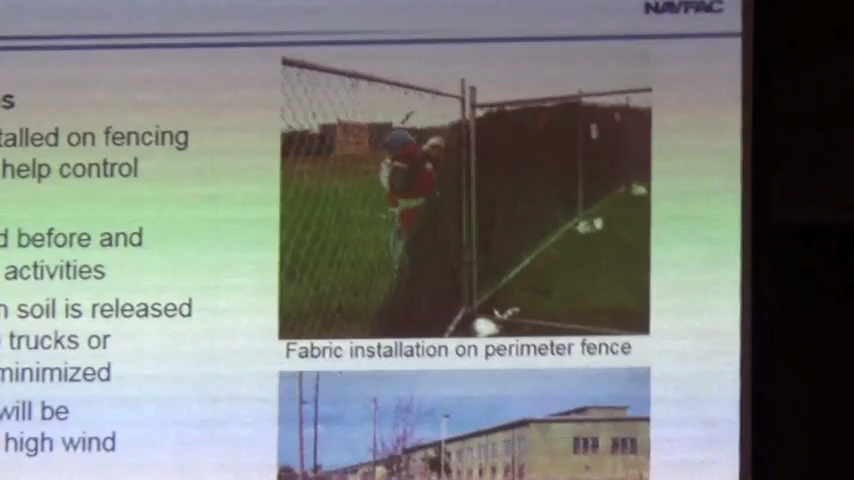 NAVFAC
s
talled on fencing
help control
d before and
activities
n soil is released
trucks or
minimized
will be
high wind
Fabric installation on perimeter fence